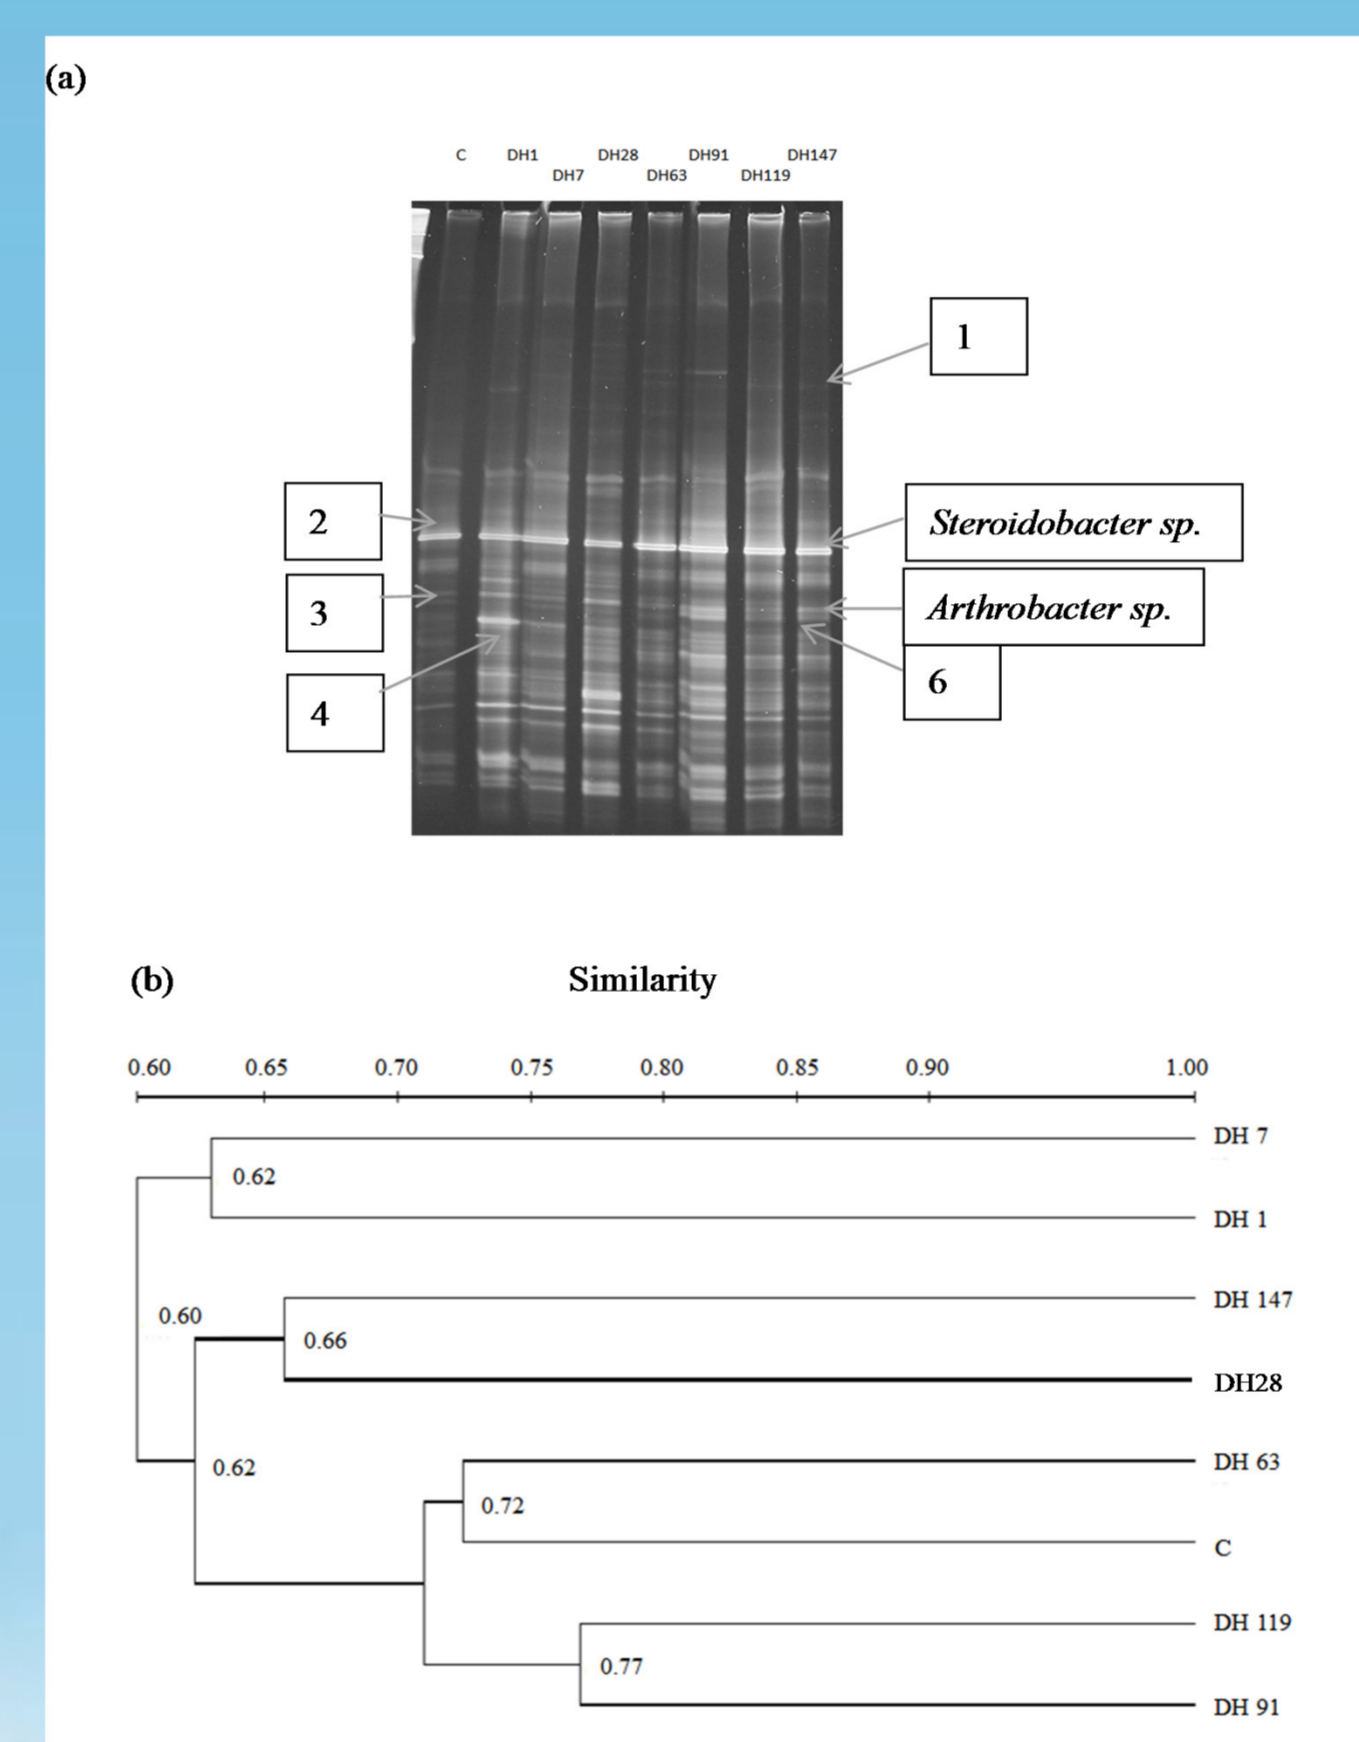 (a)
C DH1 DH28 DH91 DH147
DH7 DH63 DH119
1
2
Steroidobacter sp.
3
Arthrobacter sp.
4
6
(b) Similarity
0.60 0.65 0.70 0.75 0.80 0.85 0.90 1.00
DH 7
0.62
DH 1
DH 147
0.60
0.66
DH28
DH 63
0.62
0.72
C
DH 119
0.77
DH 91